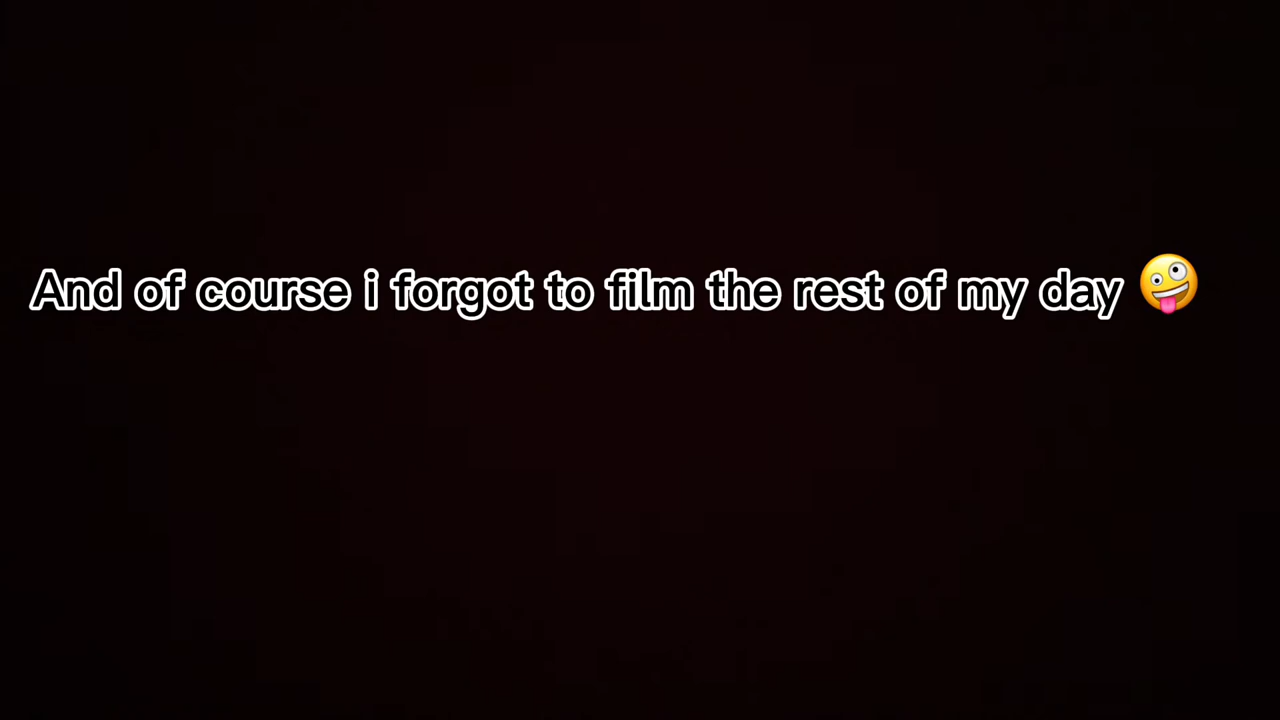 And of course i forgot to film the rest of my day 🤪